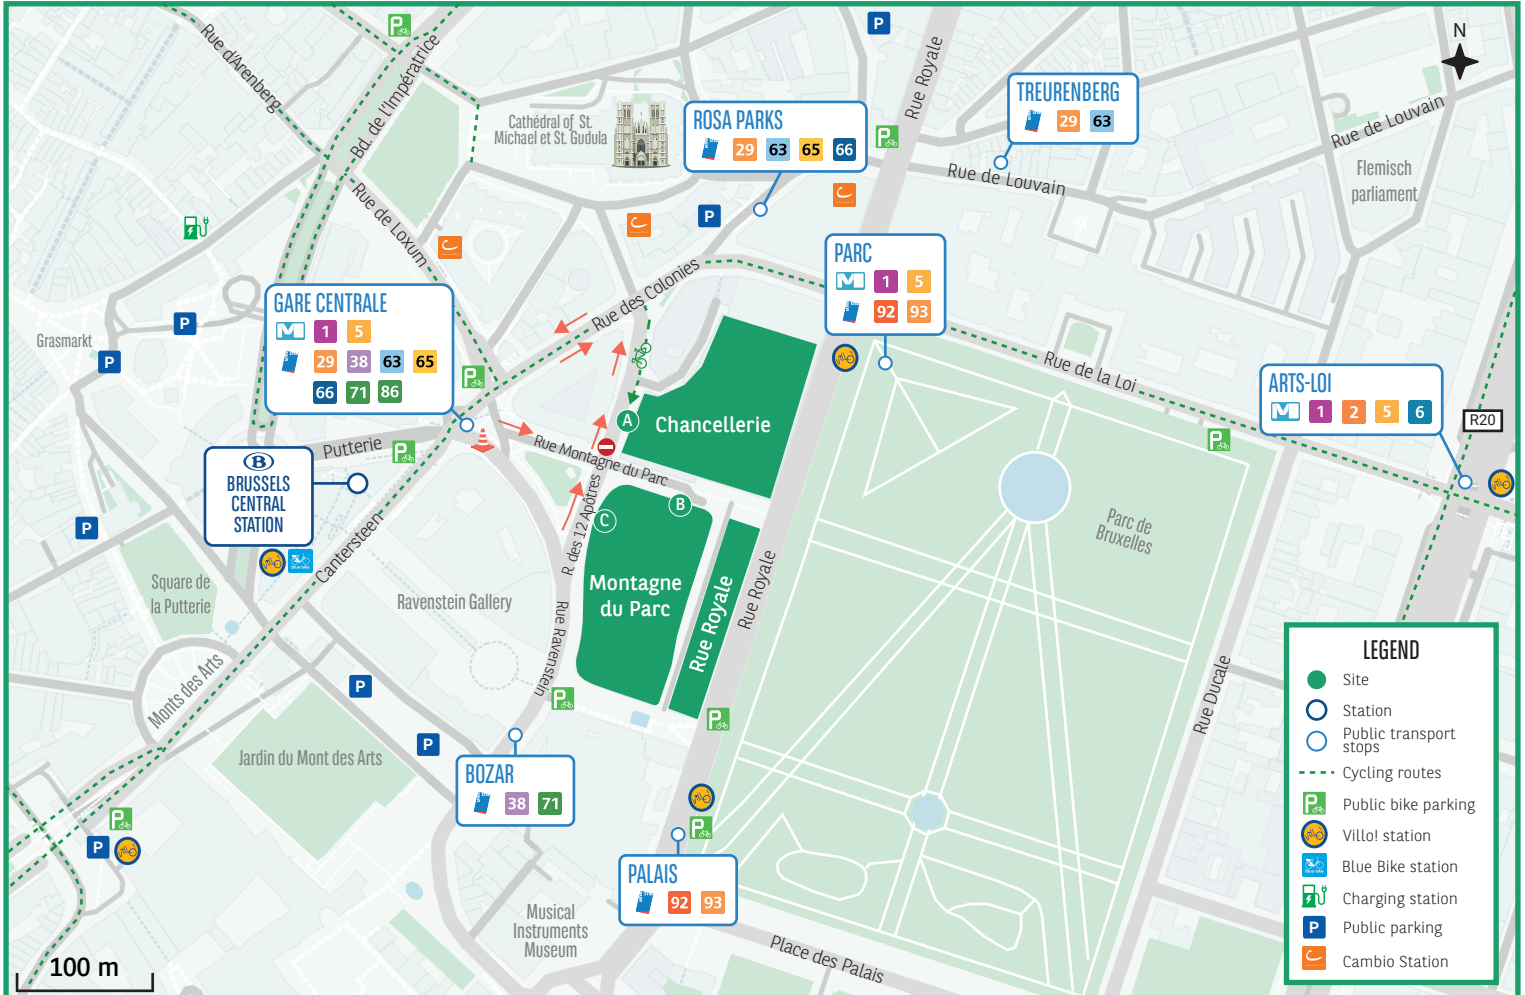 Rue d'Arenberg
Bd. de l'Impératrice
P
P
Rue Royale
N
Rue de Louvain
TREURENBERG
29 63
Cathédral of St.
Michael et St. Gudula
ROSA PARKS
29 63 65 66
P
Rue de Louvain
Flemisch
parliament
Rue de Loxum
P
PARC
M 1 5
92 93
Rue des Colonies
GARE CENTRALE
M 1 5
29 38 63 65
66 71 86
Grasmarkt
P
P
Rue de la Loi
ARTS-LOI
M 1 2 5 6
R20
P
A
Chancellerie
Putterie
P
Rue Montagne du Parc
P
B
BRUSSELS
CENTRAL
STATION
R. des 12 Apôtres
B
C
Parc de
Bruxelles
P
Cantersteen
blue-bike
Square de
la Putterie
Ravenstein Gallery
Montagne
du Parc
Rue Royale
Rue Royale
Rue Ravenstein
Monts des Arts
P
P
P
Rue Ducale
Jardin du Mont des Arts
P
BOZAR
38 71
P
P
P
PALAIS
92 93
Musical
Instruments
Museum
Place des Palais
100 m
LEGEND
Site
Station
Public transport
stops
Cycling routes
P Public bike parking
Villo! station
Blue Bike station
Charging station
P Public parking
Cambio Station